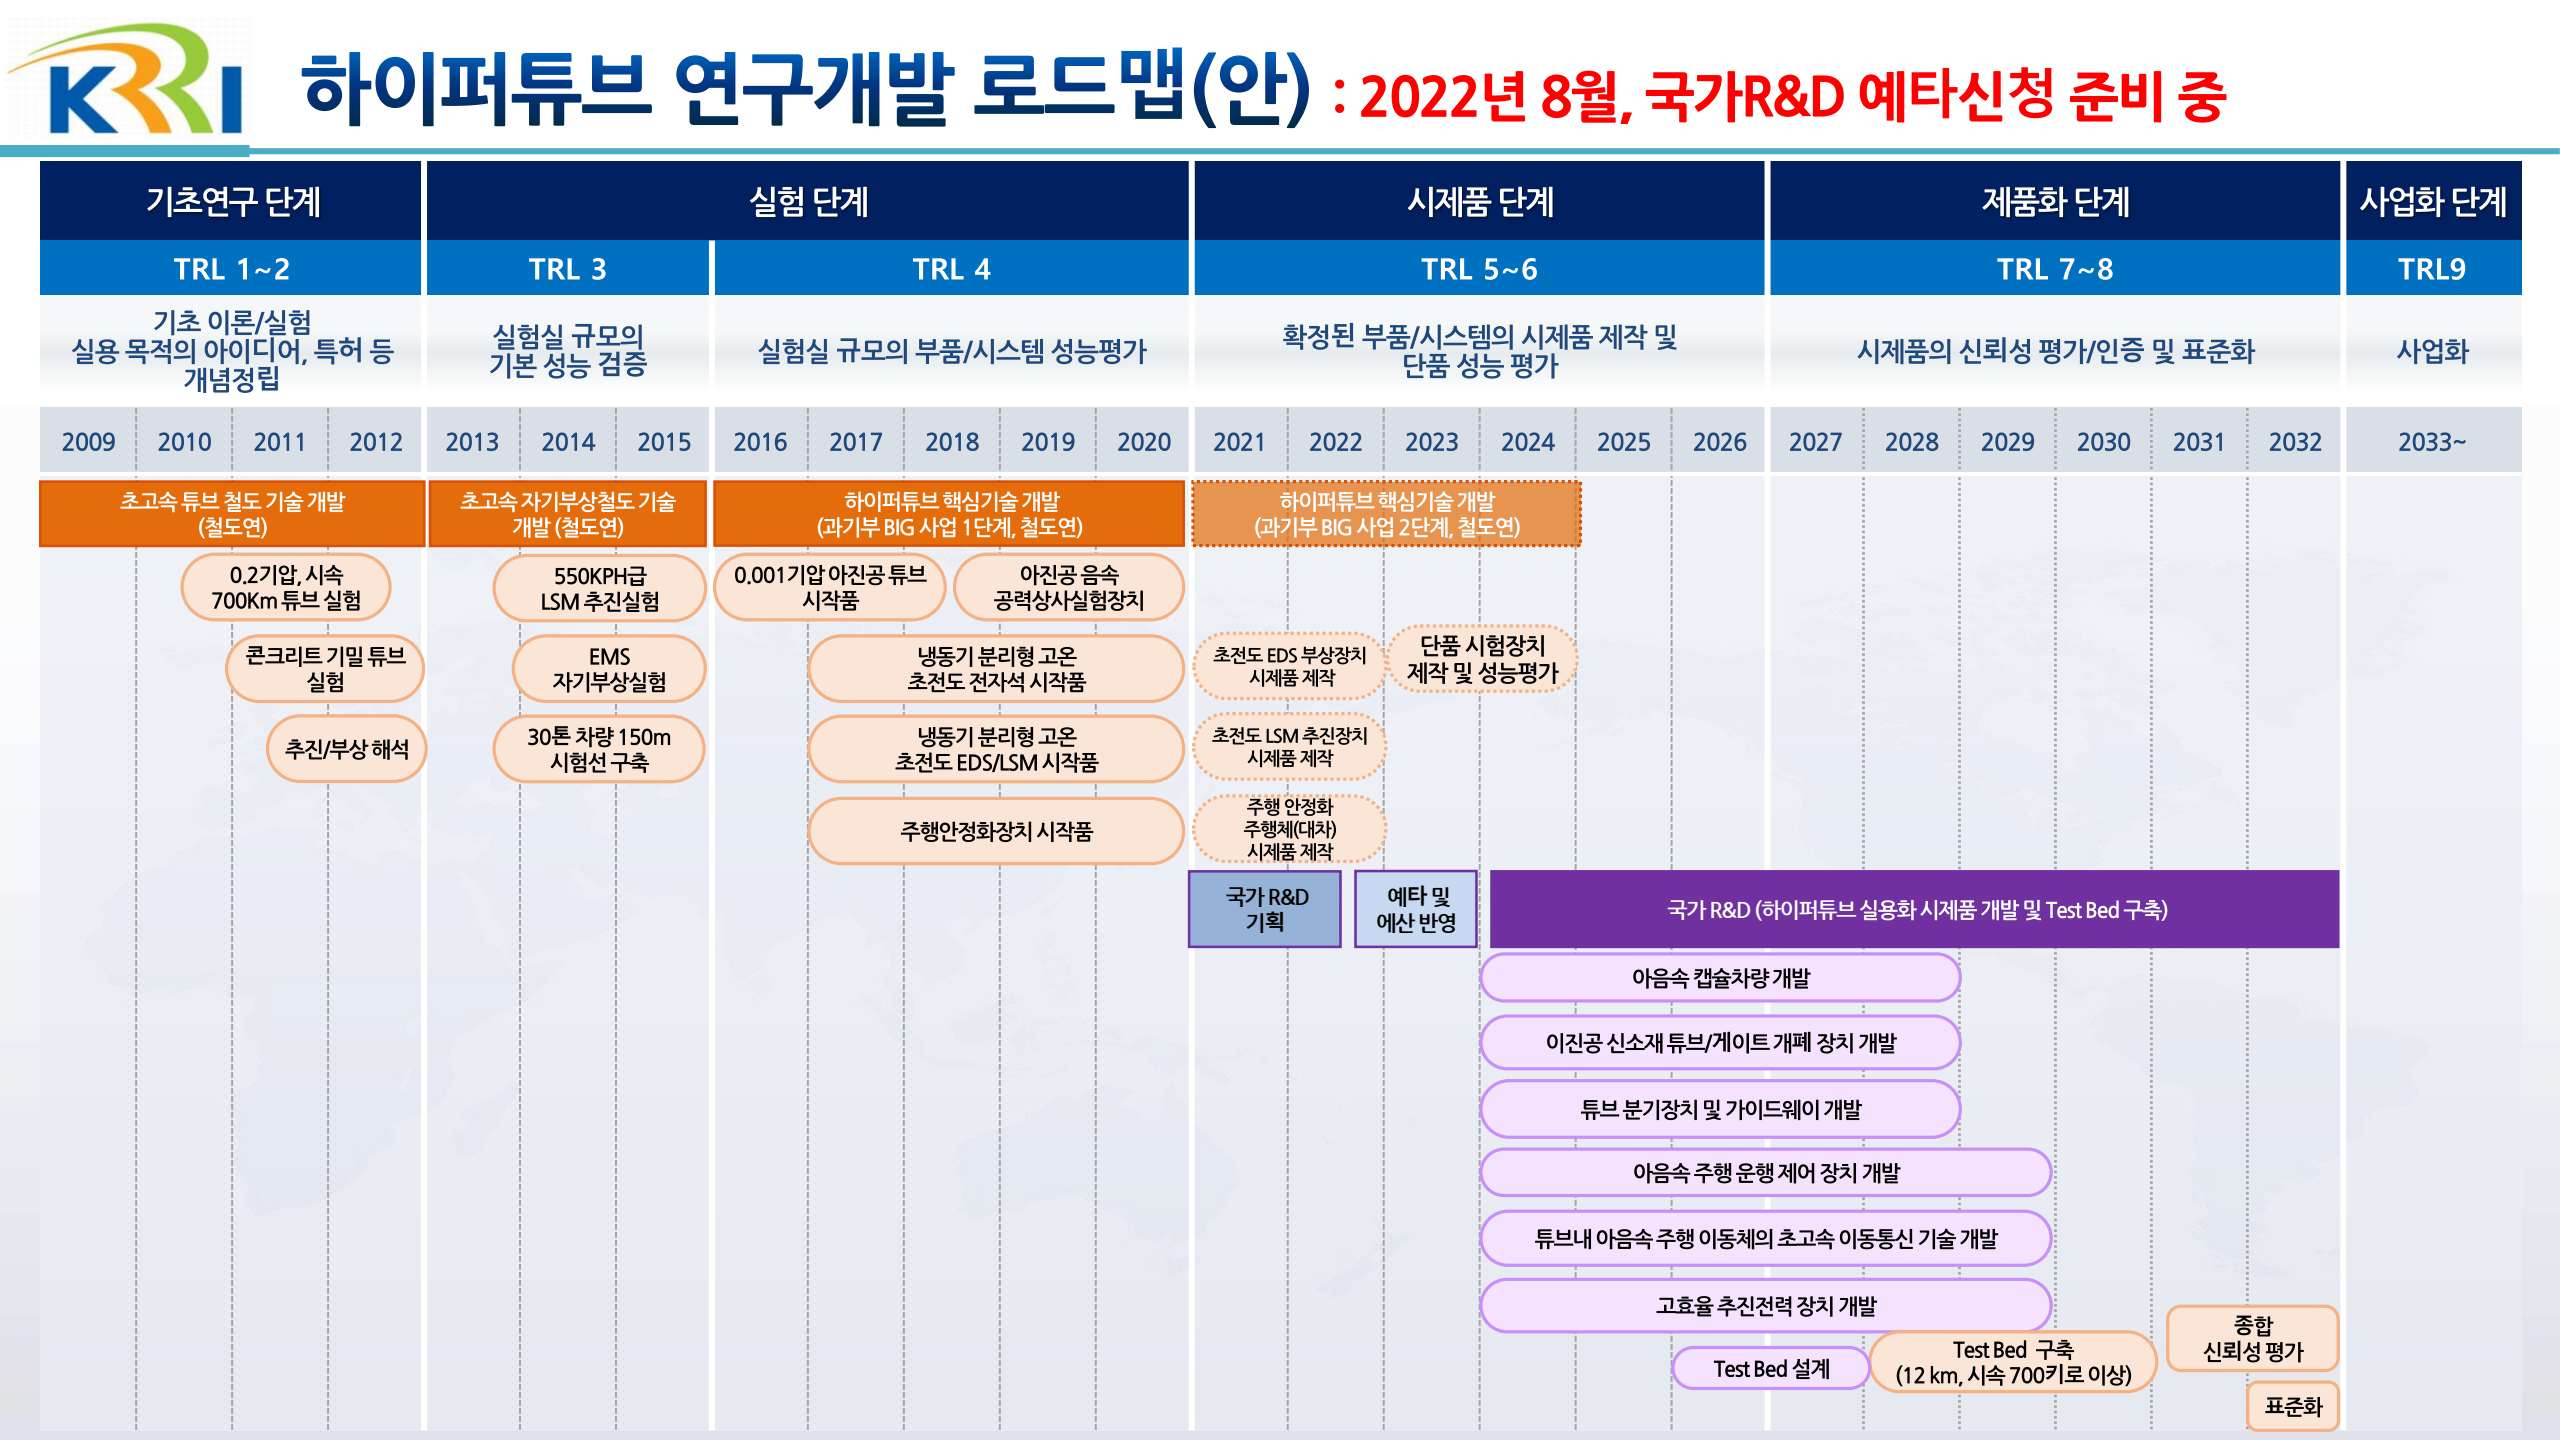 KRRI
하이퍼튜브 연구개발 로드맵(안) : 2022년 8월, 국가R&D 예타신청 준비 중
기초연구 단계
실험 단계
시제품 단계
제품화 단계
사업화 단계
TRL 1~2
TRL 3
TRL 4
TRL 5~6
TRL 7~8
TRL9
기초 이론/실험
실용 목적의 아이디어, 특허 등
개념정립
실험실 규모의
기본 성능 검증
실험실 규모의 부품/시스템 성능평가
확정된 부품/시스템의 시제품 제작 및
단품 성능 평가
시제품의 신뢰성 평가/인증 및 표준화
사업화
2009 2010 2011 2012 2013 2014 2015 2016 2017 2018 2019 2020 2021 2022 2023 2024 2025 2026 2027 2028 2029 2030 2031 2032 2033~
초고속 튜브 철도 기술 개발
(철도연)
초고속 자기부상철도 기술
개발 (철도연)
하이퍼튜브 핵심기술 개발
(과기부 BIG 사업 1단계, 철도연)
하이퍼튜브 핵심기술 개발
(과기부 BIG 사업 2단계, 철도연)
0.2기압, 시속
700Km 튜브 실험
550KPH급
LSM 추진실험
0.001기압 아진공 튜브
시작품
아진공 음속
공력상사실험장치
콘크리트 기밀 튜브
실험
EMS
자기부상실험
냉동기 분리형 고온
초전도 전자석 시작품
초전도 EDS 부상장치
시제품 제작
단품 시험장치
제작 및 성능평가
추진/부상 해석
30톤 차량 150m
시험선 구축
냉동기 분리형 고온
초전도 EDS/LSM 시작품
초전도 LSM 추진장치
시제품 제작
주행안정화장치 시작품
주행 안정화
주행체(대차)
시제품 제작
국가 R&D
기획
예타 및
에산 반영
국가 R&D (하이퍼튜브 실용화 시제품 개발 및 Test Bed 구축)
아음속 캡슐차량 개발
이진공 신소재 튜브/게이트 개폐 장치 개발
튜브 분기장치 및 가이드웨이 개발
아음속 주행 운행 제어 장치 개발
튜브내 아음속 주행 이동체의 초고속 이동통신 기술 개발
고효율 추진전력 장치 개발
Test Bed 설계
Test Bed 구축
(12 km, 시속 700키로 이상)
종합
신뢰성 평가
표준화